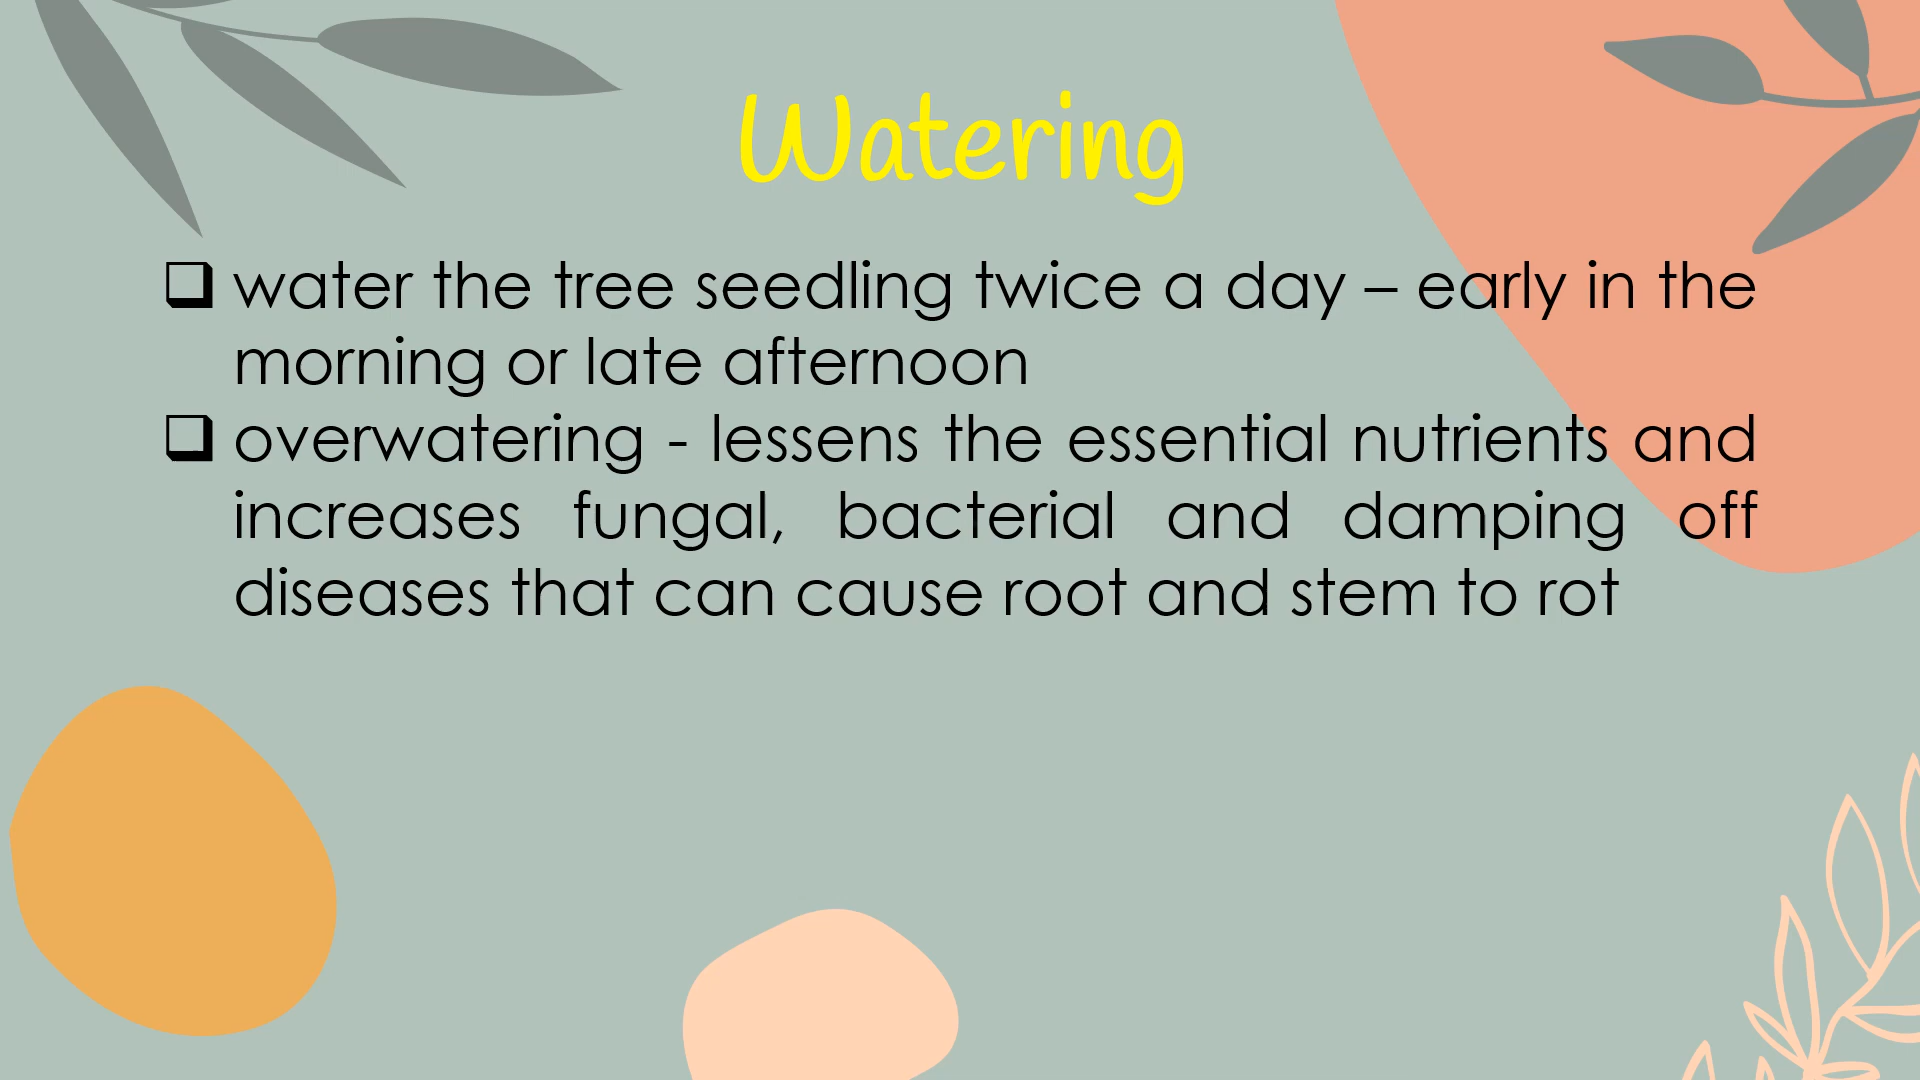 Watering
❑ water the tree seedling twice a day – early in the
morning or late afternoon
❑ overwatering - lessens the essential nutrients and
increases fungal, bacterial and damping off
diseases that can cause root and stem to rot